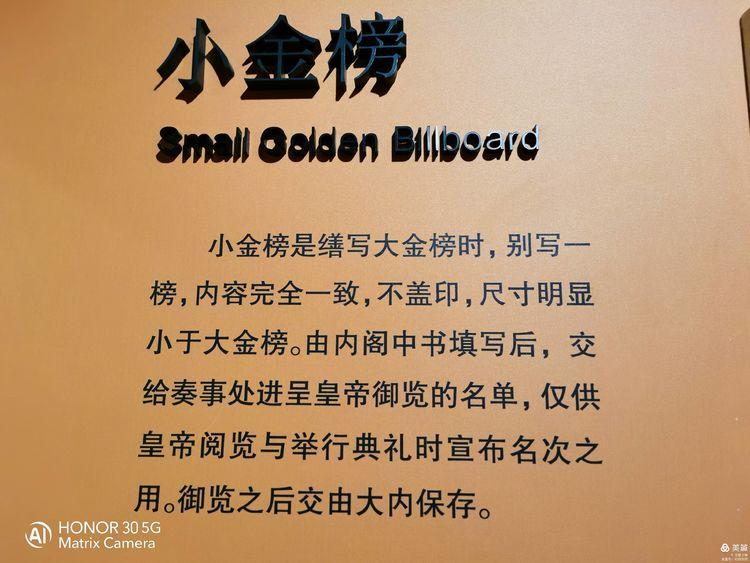 小金榜
Small Golden Billboard
小金榜是缮写大金榜时，别写一
榜，内容完全一致，不盖印，尺寸明显
小于大金榜。由内阁中书填写后，交
给奏事处进呈皇帝御览的名单，仅供
皇帝阅览与举行典礼时宣布名次之
用。御览之后交由大内保存。
AI HONOR 30 5G
Matrix Camera
美篇